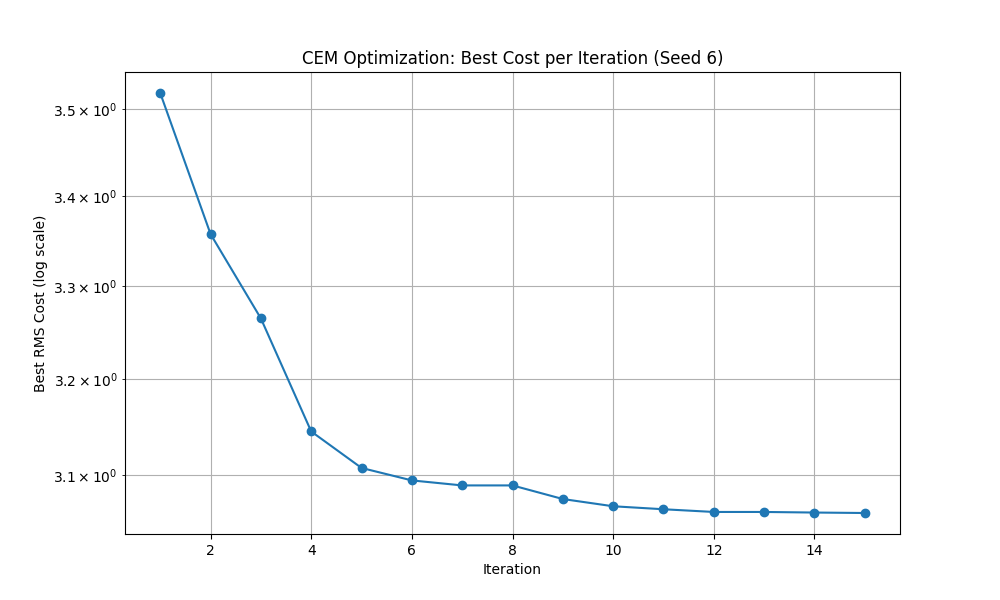 CEM Optimization: Best Cost per Iteration (Seed 6)
Best RMS Cost (log scale)
3.5 × 10⁰
3.4 × 10⁰
3.3 × 10⁰
3.2 × 10⁰
3.1 × 10⁰
2 4 6 8 10 12 14
Iteration